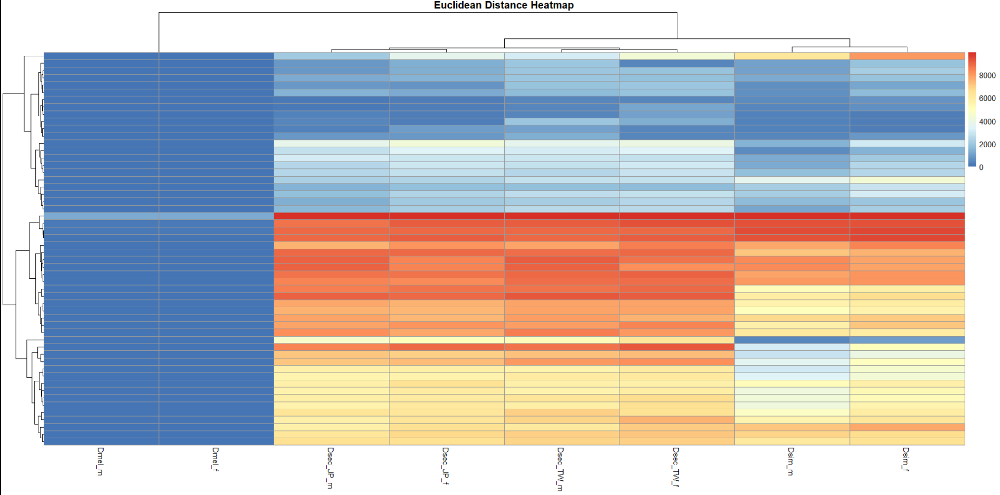 Euclidean Distance Heatmap
8000
6000
4000
2000
0
Dmel_m
Dmel_f
Dsec_JP_m
Dsec_JP_f
Dsec_TW_m
Dsec_TW_f
Dsim_m
Dsim_f